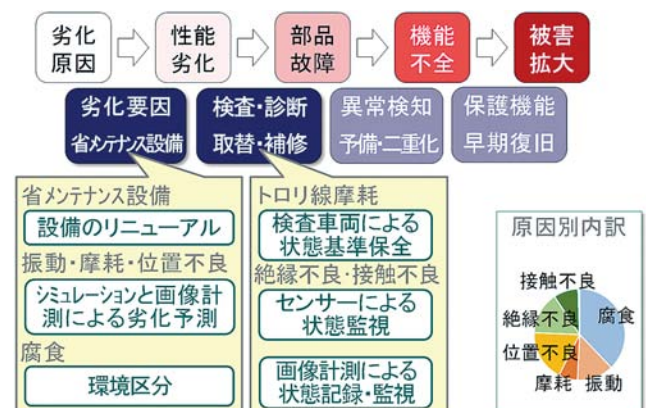 劣化
原因
性能
劣化
部品
故障
機能
不全
被害
拡大
劣化要因
省メンテナンス設備
検査・診断
取替・補修
異常検知
予備・二重化
保護機能
早期復旧
省メンテナンス設備
設備のリニューアル
振動・摩耗・位置不良
シミュレーションと画像計
測による劣化予測
腐食
環境区分
トロリ線摩耗
検査車両による
状態基準保全
絶縁不良・接触不良
センサーによる
状態監視
画像計測による
状態記録・監視
原因別内訳
接触不良
絶縁不良
腐食
位置不良
摩耗
振動